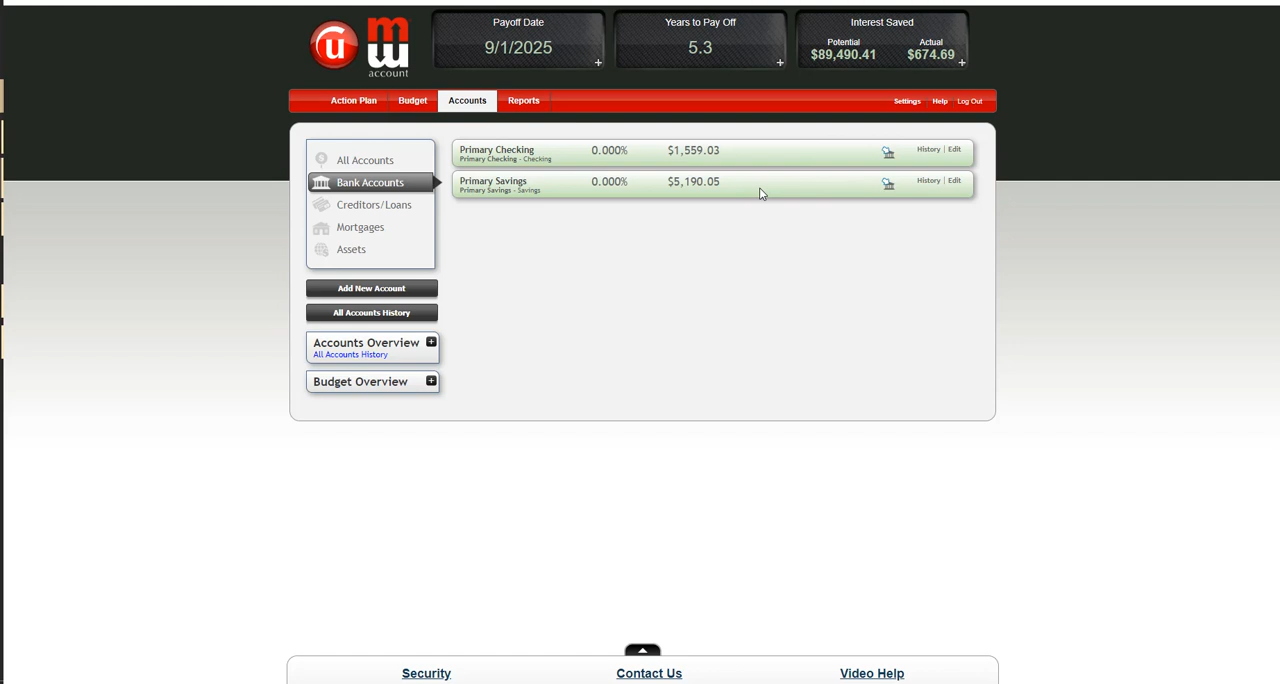 Payoff Date
9/1/2025
+
Years to Pay Off
5.3
+
Interest Saved
Potential
$89,490.41
Actual
$674.69
+
u mw
account
Action Plan Budget Accounts Reports
Settings Help Log Out
All Accounts
Bank Accounts
Creditors/Loans
Mortgages
Assets
Add New Account
All Accounts History
Accounts Overview +
All Accounts History
Budget Overview +
Primary Checking 0.000% $1,559.03 History | Edit
Primary Checking - Checking
Primary Savings 0.000% $5,190.05 History | Edit
Primary Savings - Savings
Security Contact Us Video Help